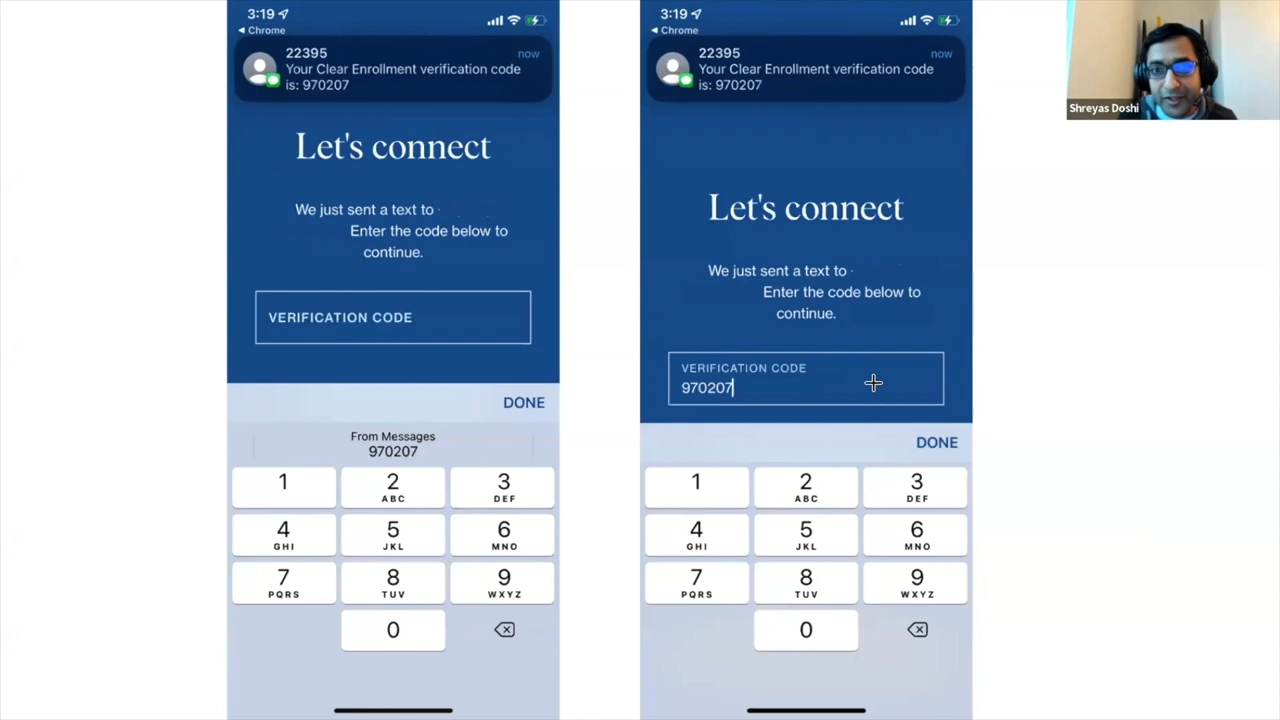 3:19
Chrome
22395
now
Your Clear Enrollment verification code
is: 970207
Let's connect
We just sent a text to
Enter the code below to
continue.
VERIFICATION CODE
DONE
From Messages
970207
1
2
ABC
3
DEF
4
GHI
5
JKL
6
MNO
7
PQRS
8
TUV
9
WXYZ
0
3:19
Chrome
22395
now
Your Clear Enrollment verification code
is: 970207
Let's connect
We just sent a text to
Enter the code below to
continue.
VERIFICATION CODE
970207
DONE
1
2
ABC
3
DEF
4
GHI
5
JKL
6
MNO
7
PQRS
8
TUV
9
WXYZ
0
Shreyas Doshi